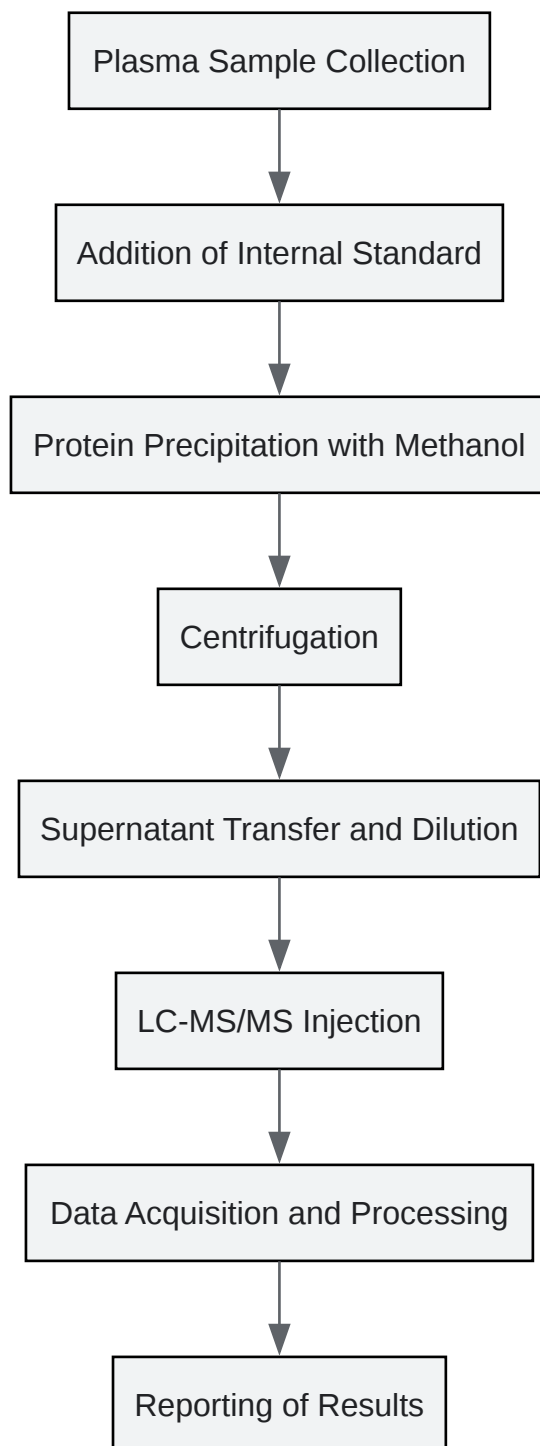 Plasma Sample Collection
Addition of Internal Standard
Protein Precipitation with Methanol
Centrifugation
Supernatant Transfer and Dilution
LC-MS/MS Injection
Data Acquisition and Processing
Reporting of Results